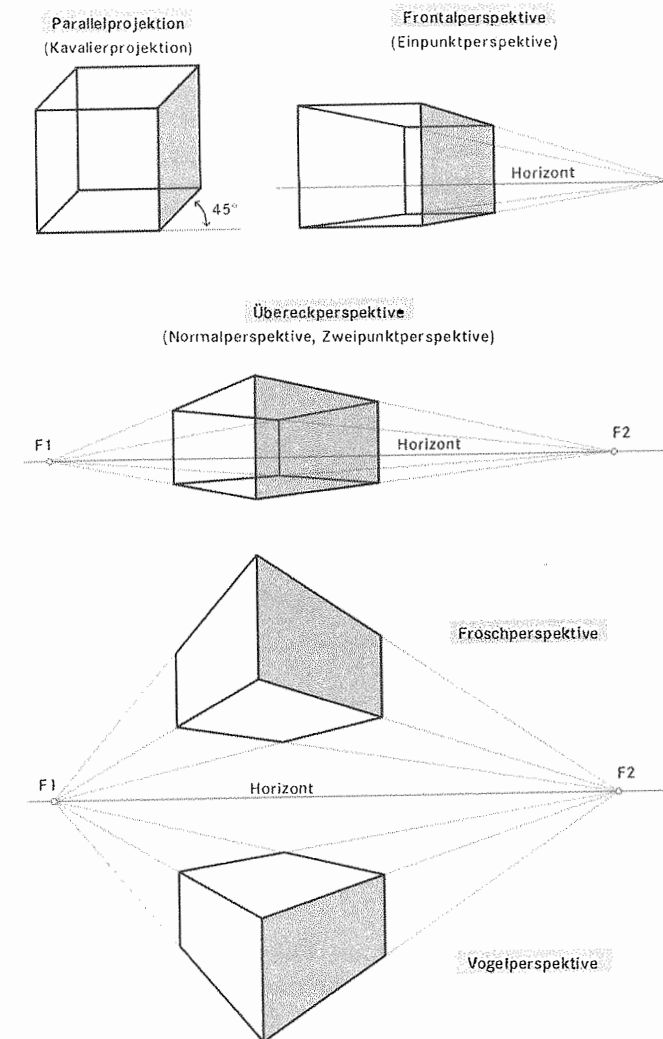 Parallelprojektion
(Kavalierprojektion)
Frontalperspektive
(Einpunktperspektive)
Horizont
45°
Übereckperspektive
(Normalperspektive, Zweipunktperspektive)
F1
Horizont
F2
Froschperspektive
F1
Horizont
F2
Vogelperspektive